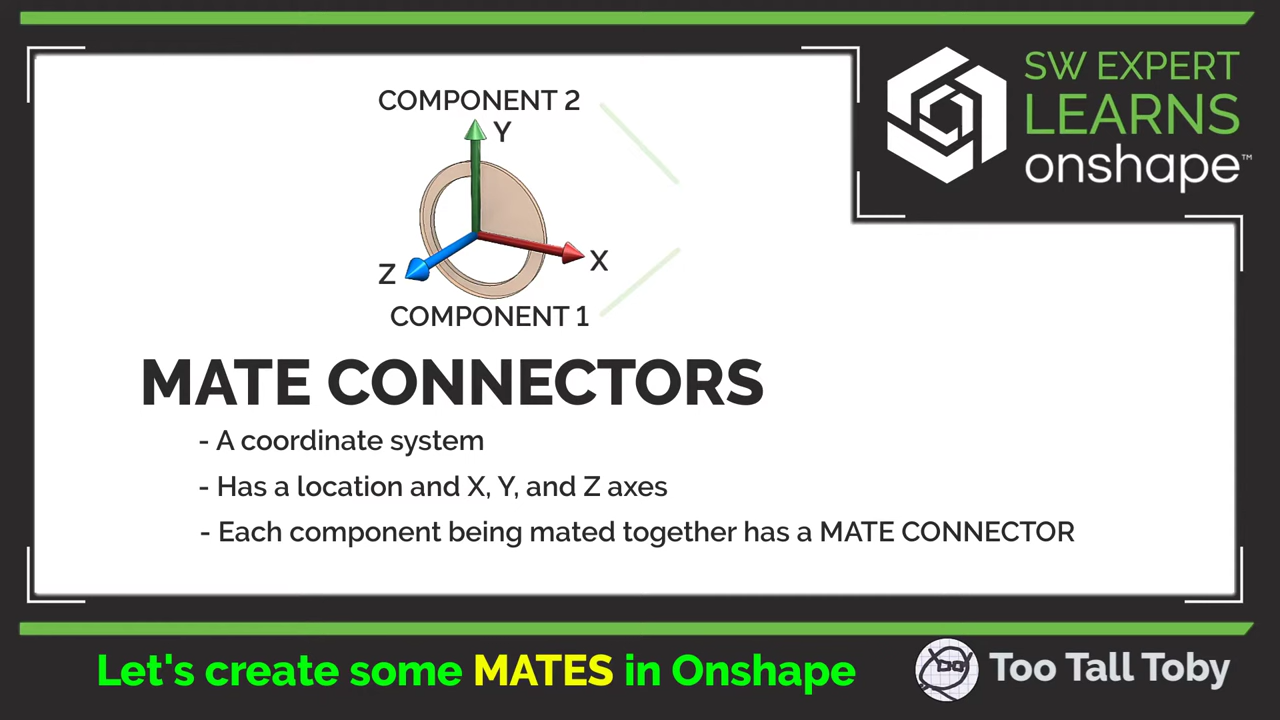 SW EXPERT
LEARNS
onshape™
COMPONENT 2
Y
X
Z
COMPONENT 1
MATE CONNECTORS
- A coordinate system
- Has a location and X, Y, and Z axes
- Each component being mated together has a MATE CONNECTOR
Let's create some MATES in Onshape
Too Tall Toby